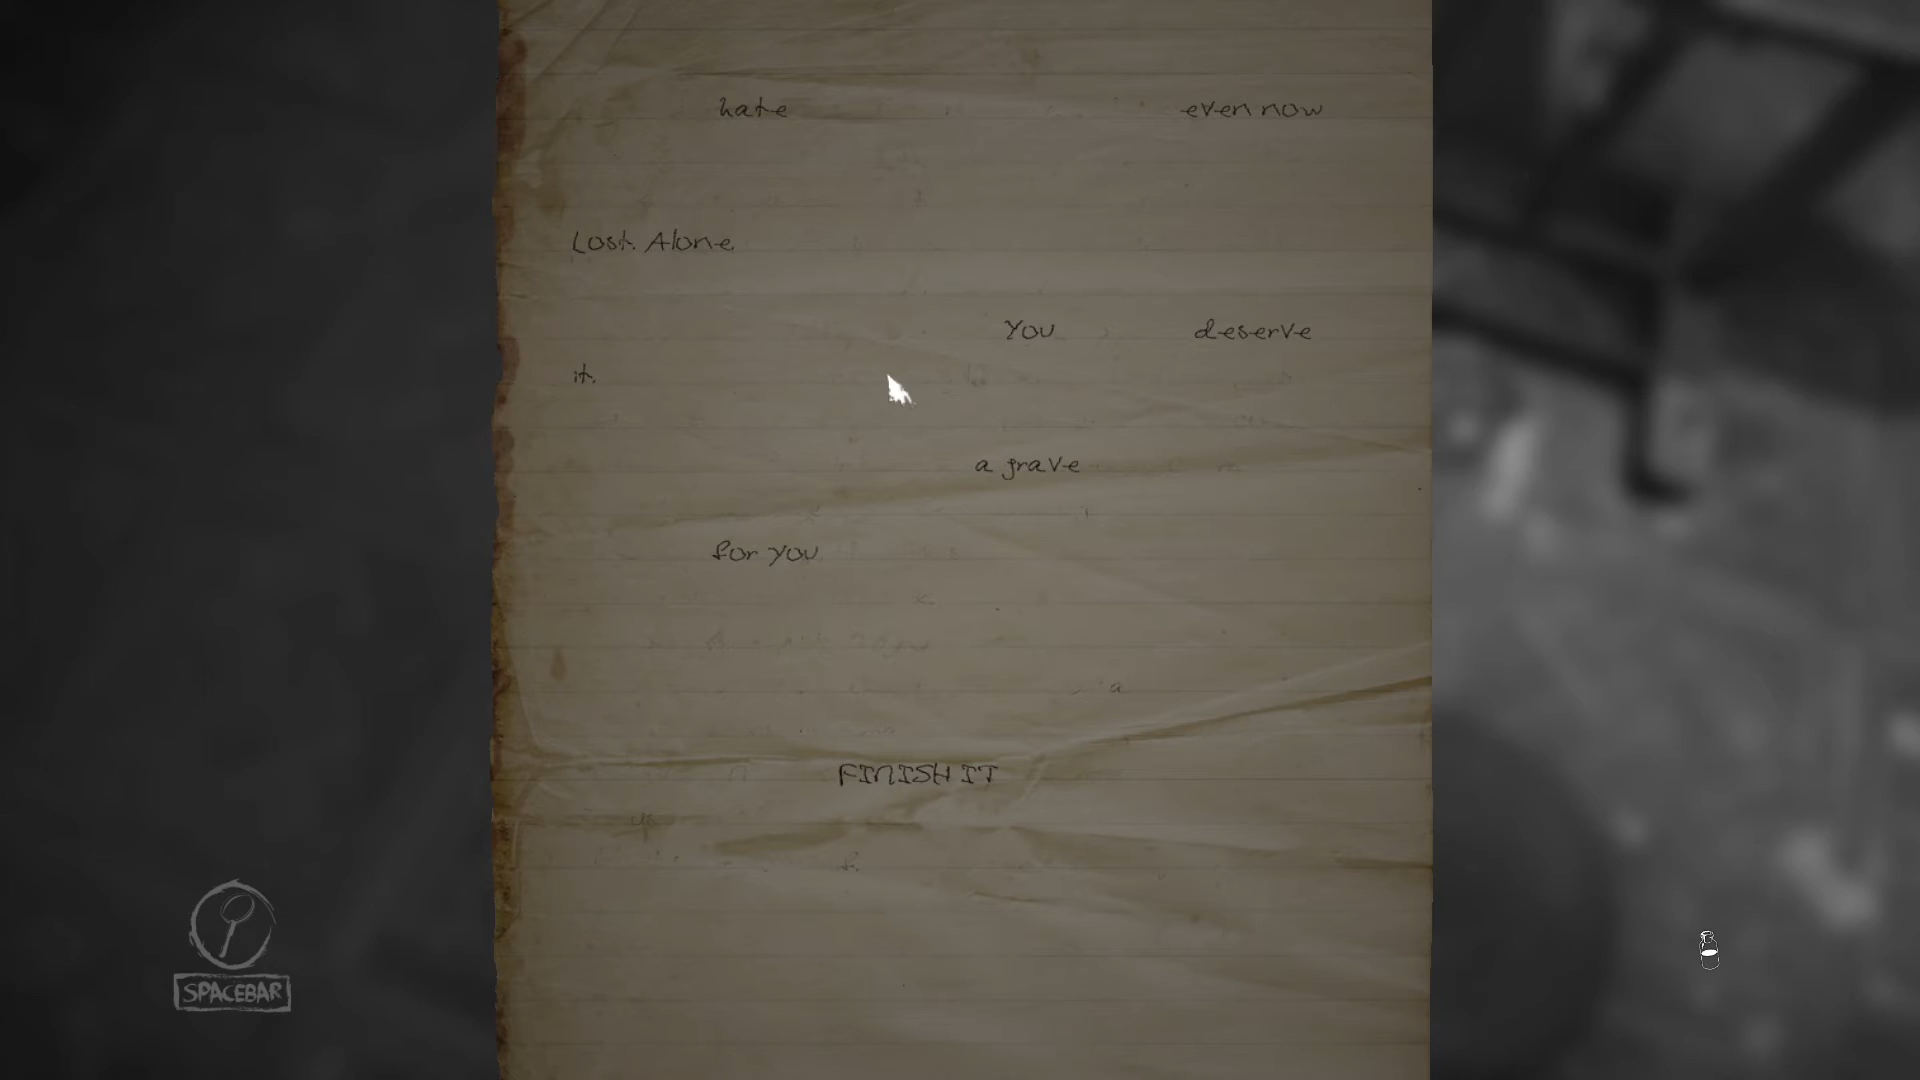 hate even now
Lost. Alone.
You deserve
it.
a grave
for you
a
FINISH IT
SPACEBAR